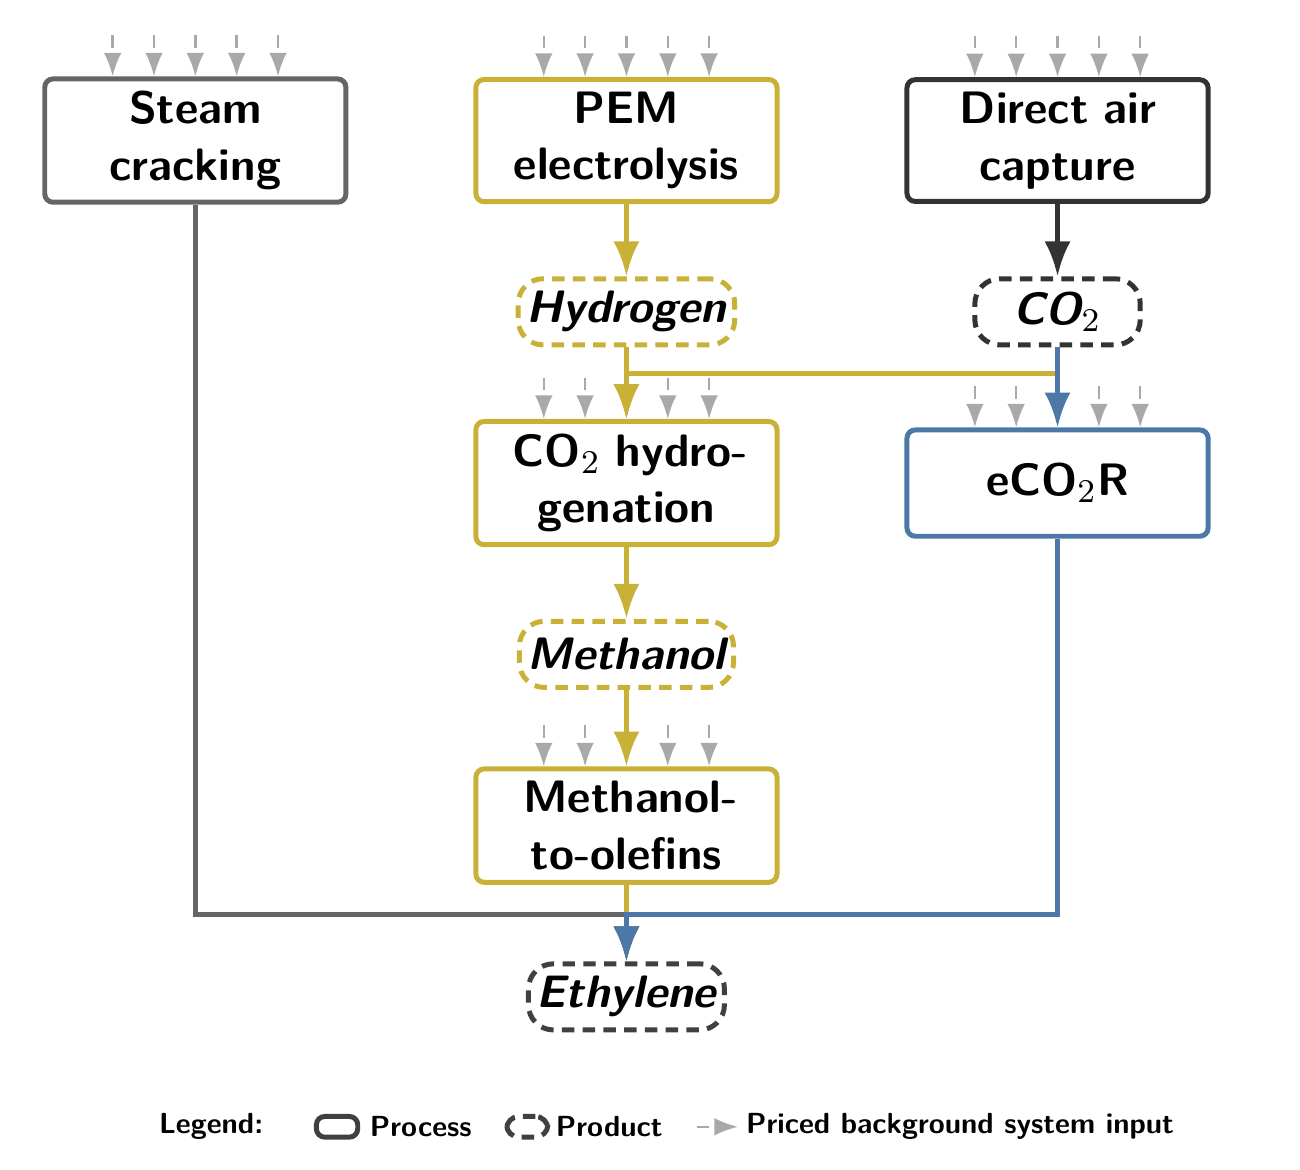 Steam
cracking
PEM
electrolysis
Direct air
capture
Hydrogen
CO₂
CO₂ hydro-
genation
eCO₂R
Methanol
Methanol-
to-olefins
Ethylene
Legend:
Process
Product
Priced background system input